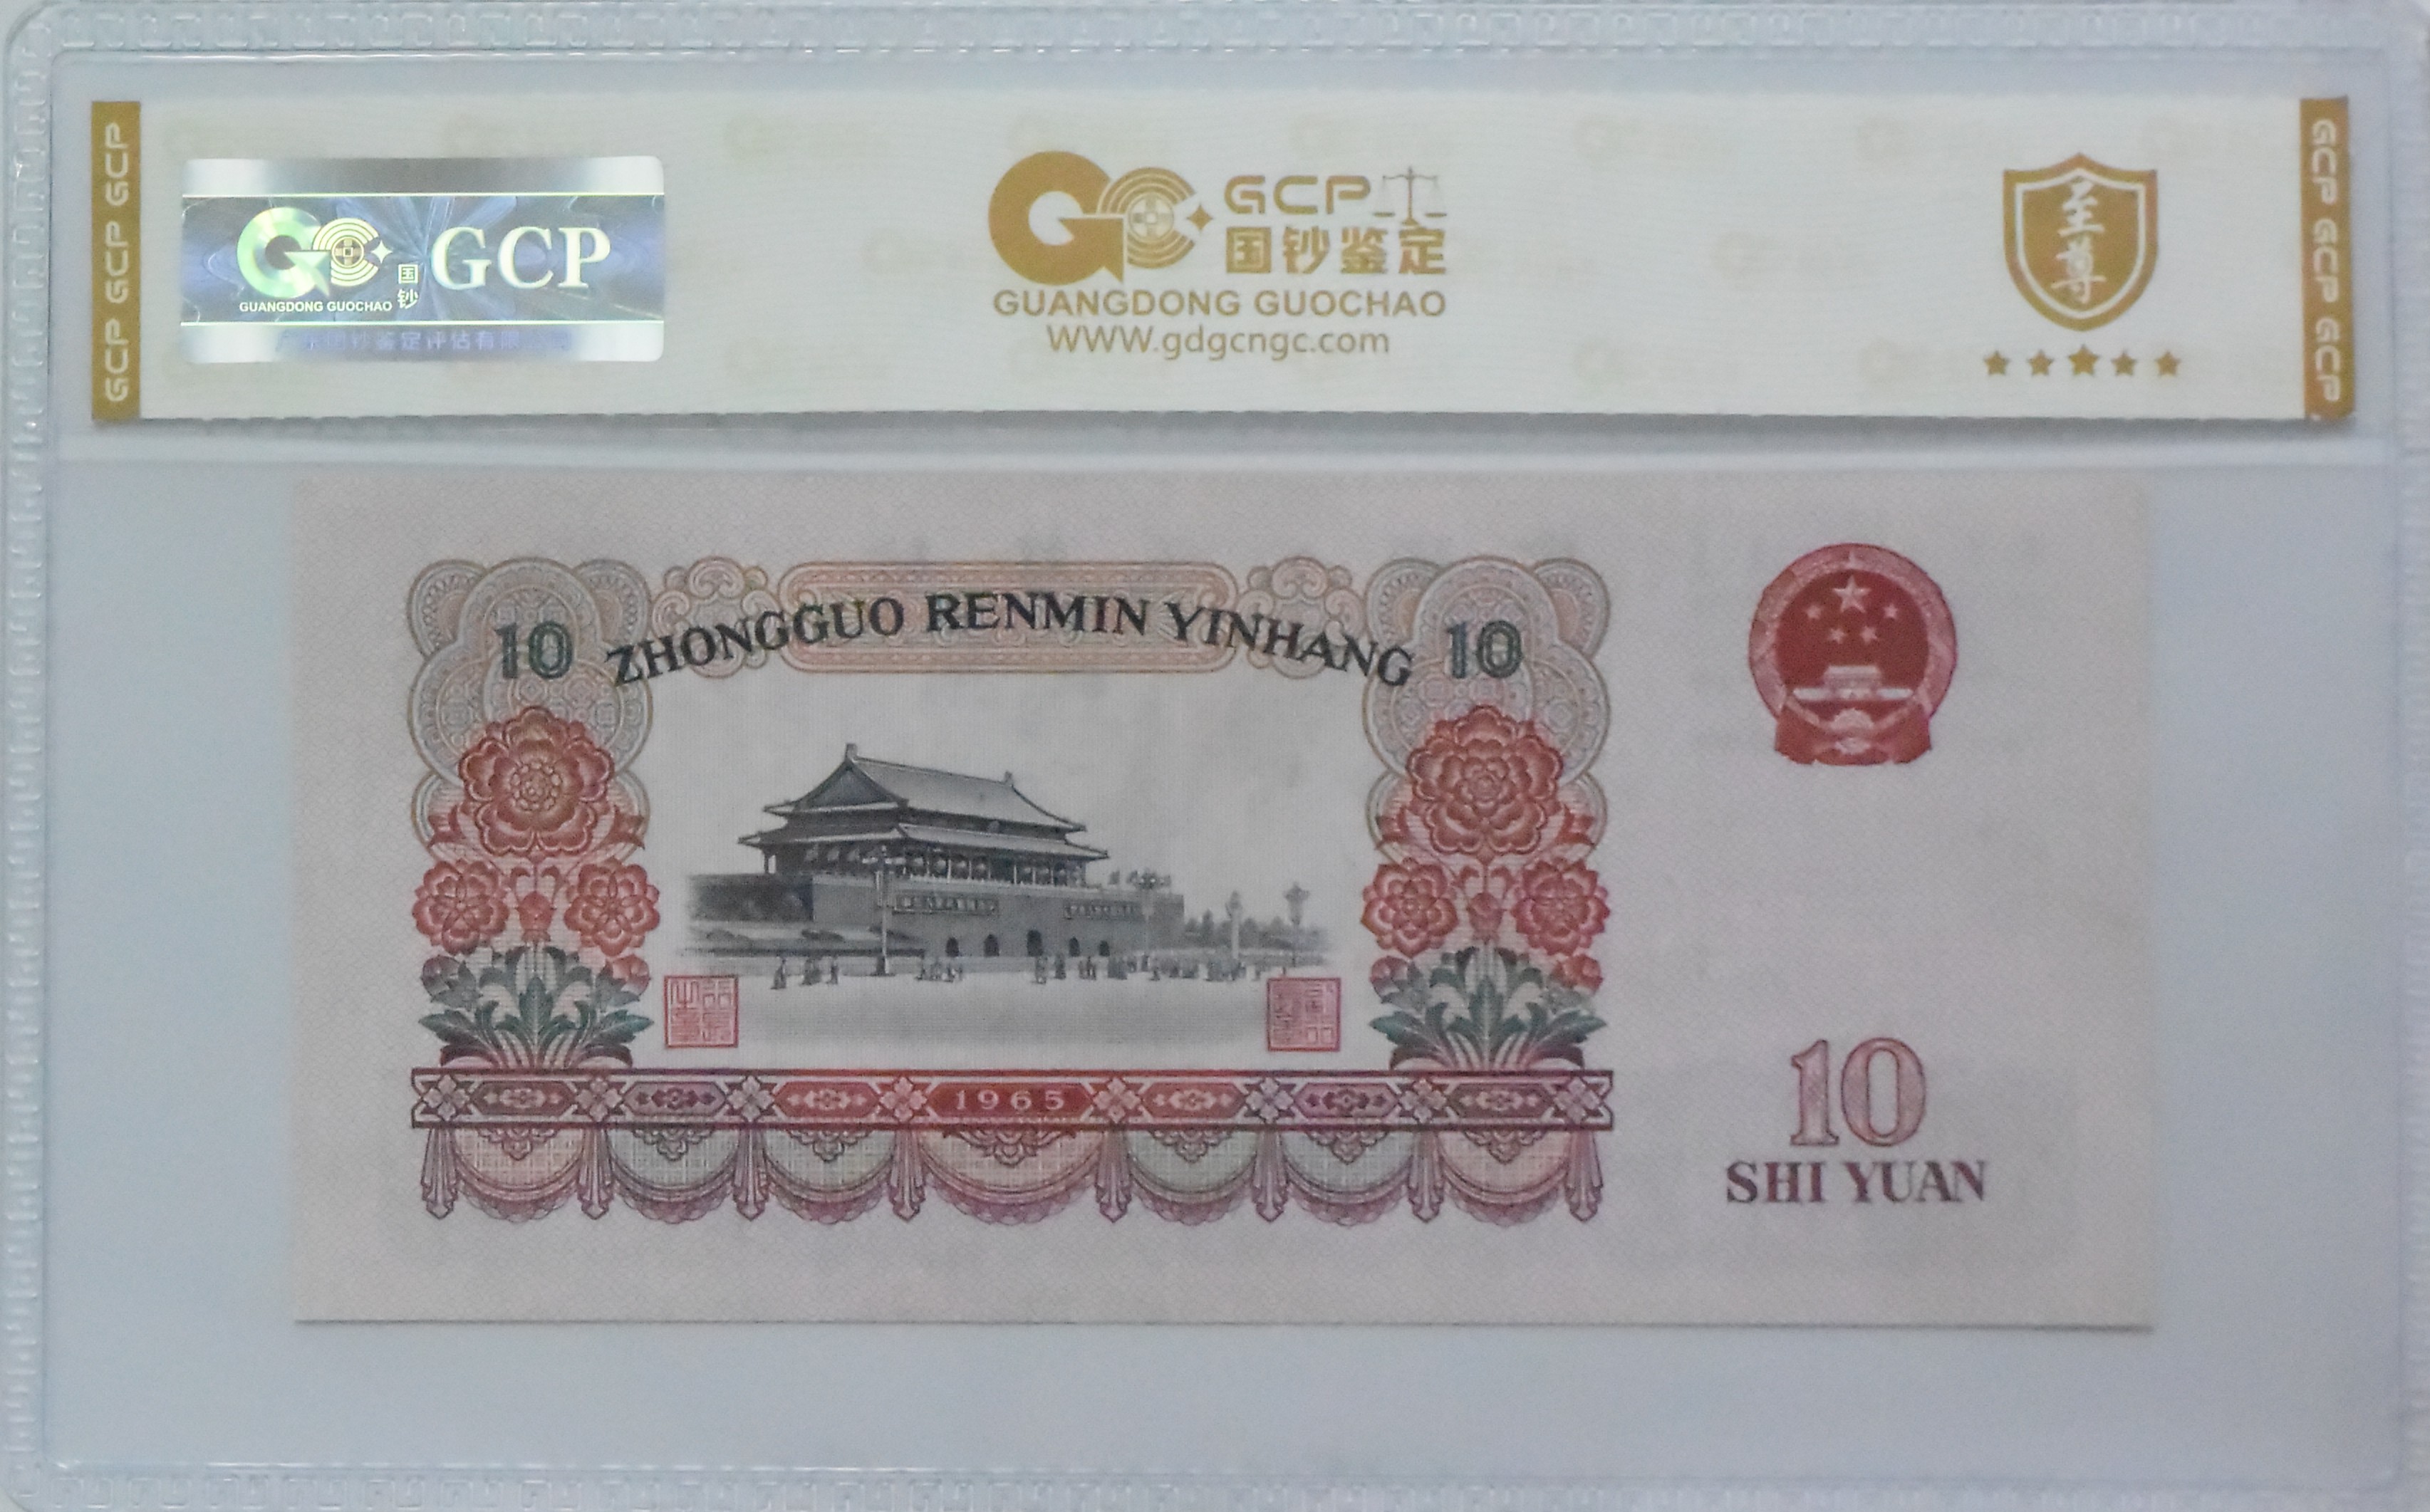 GCP GCP GCP
GUANGDONG GUOCHAO
国钞
GCP
GCP
国钞鉴定
GUANGDONG GUOCHAO
WWW.gdgcngc.com
至尊
GCP GCP GCP
10 ZHONGGUO RENMIN YINHANG 10
1965
10
SHI YUAN